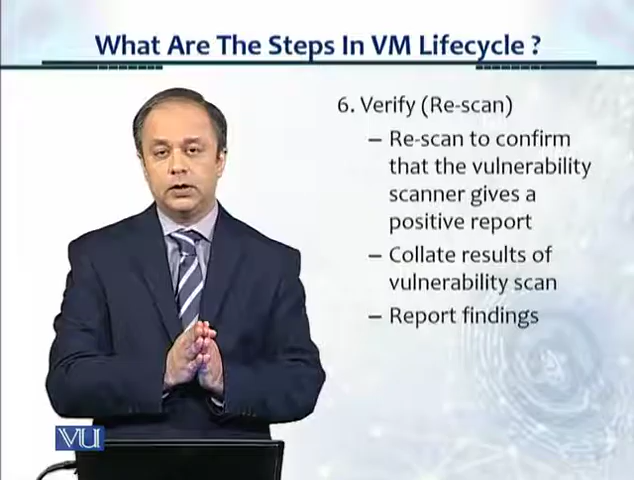 What Are The Steps In VM Lifecycle ?
6. Verify (Re-scan)
– Re-scan to confirm
that the vulnerability
scanner gives a
positive report
– Collate results of
vulnerability scan
– Report findings
VU